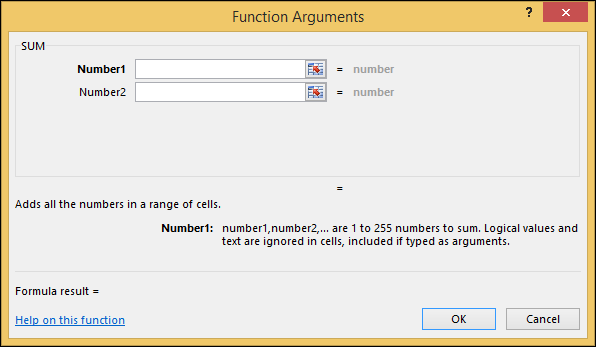 Function Arguments
?
SUM
Number1 = number
Number2 = number
=
Adds all the numbers in a range of cells.
Number1: number1,number2,... are 1 to 255 numbers to sum. Logical values and
text are ignored in cells, included if typed as arguments.
Formula result =
Help on this function
OK Cancel